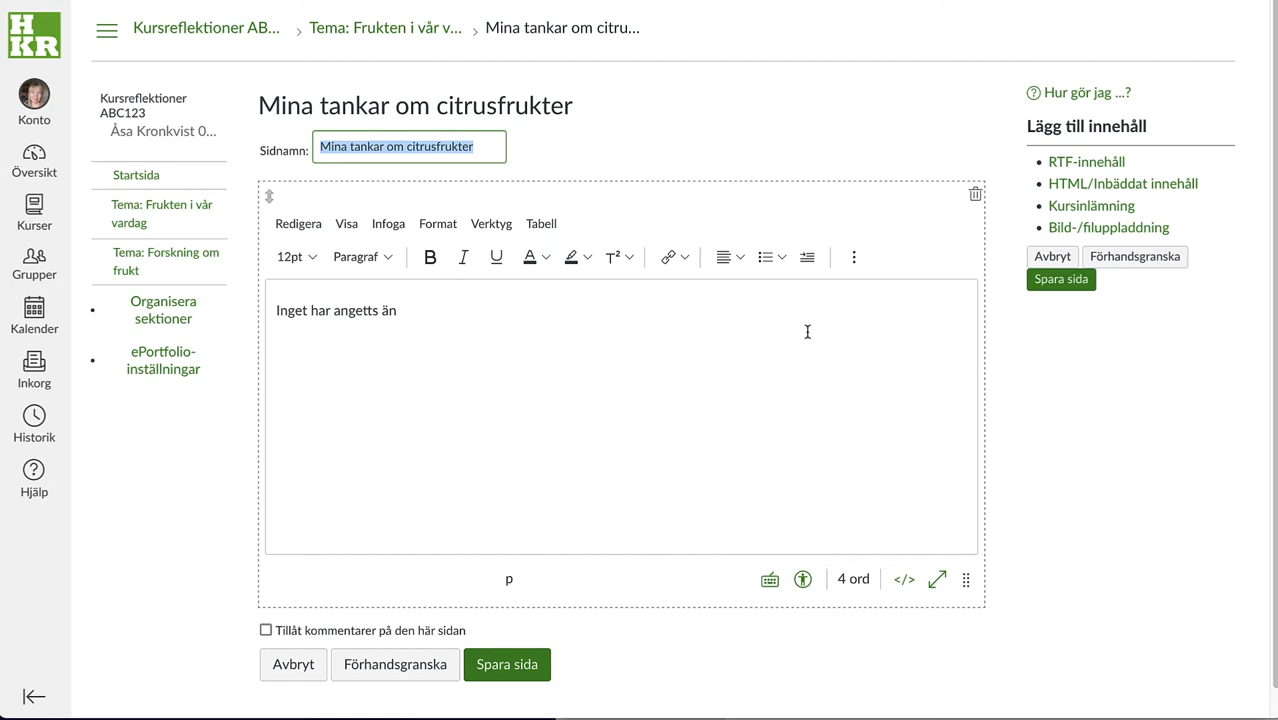 H
KR
Kursreflektioner AB... > Tema: Frukten i vår v... > Mina tankar om citru...
Konto
Översikt
Kurser
Grupper
Kalender
Inkorg
Historik
Hjälp
Kursreflektioner
ABC123
Åsa Kronkvist 0...
Startsida
Tema: Frukten i vår
vardag
Tema: Forskning om
frukt
Organisera
sektioner
ePortfolio-
inställningar
Mina tankar om citrusfrukter
Sidnamn: Mina tankar om citrusfrukter
Redigera Visa Infoga Format Verktyg Tabell
12pt Paragraf B I U A T²
Inget har angetts än
p 4 ord </>
Tillåt kommentarer på den här sidan
Avbryt Förhandsgranska Spara sida
Hur gör jag ...?
Lägg till innehåll
RTF-innehåll
HTML/Inbäddat innehåll
Kursinlämning
Bild-/filuppladdning
Avbryt Förhandsgranska
Spara sida